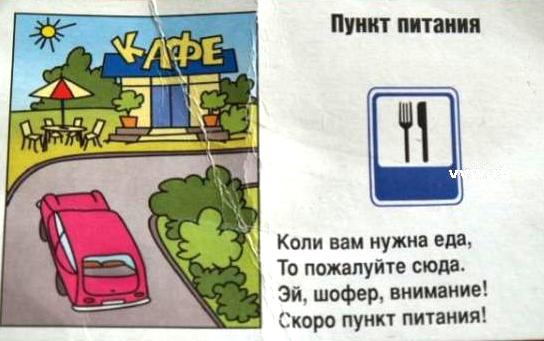 КАФЕ
Пункт питания
Коли вам нужна еда,
То пожалуйте сюда.
Эй, шофер, внимание!
Скоро пункт питания!